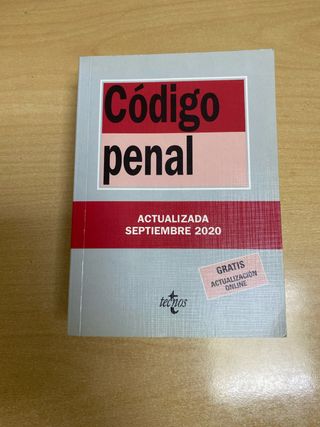 Código
penal
ACTUALIZADA
SEPTIEMBRE 2020
GRATIS
ACTUALIZACIÓN
ONLINE
tecnos